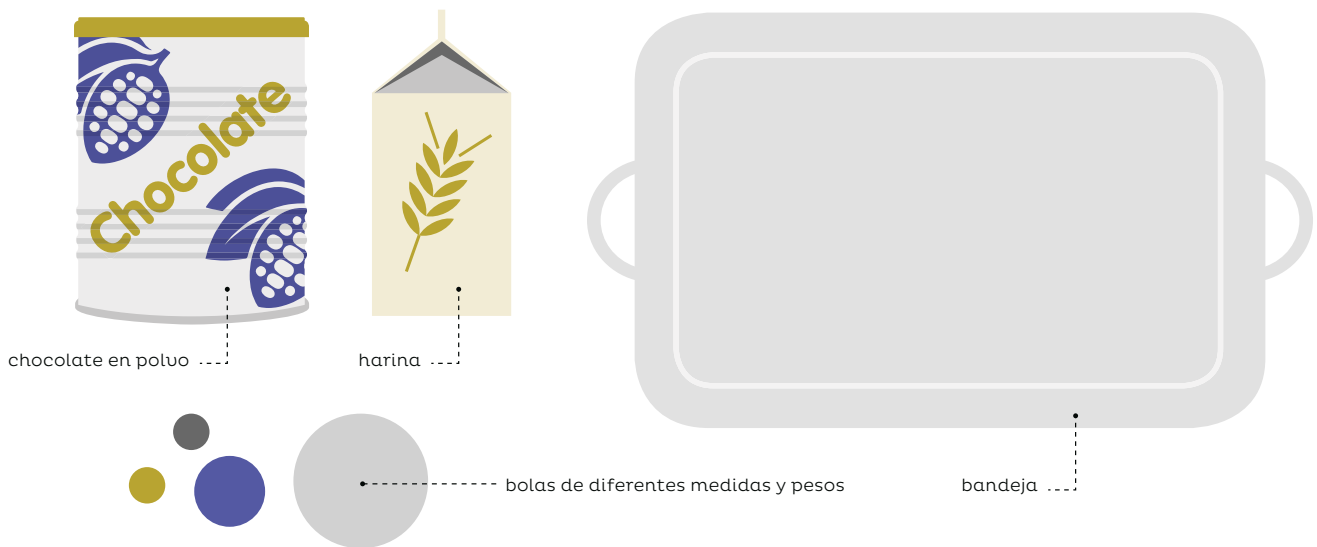 Chocolate
chocolate en polvo
harina
bolas de diferentes medidas y pesos
bandeja